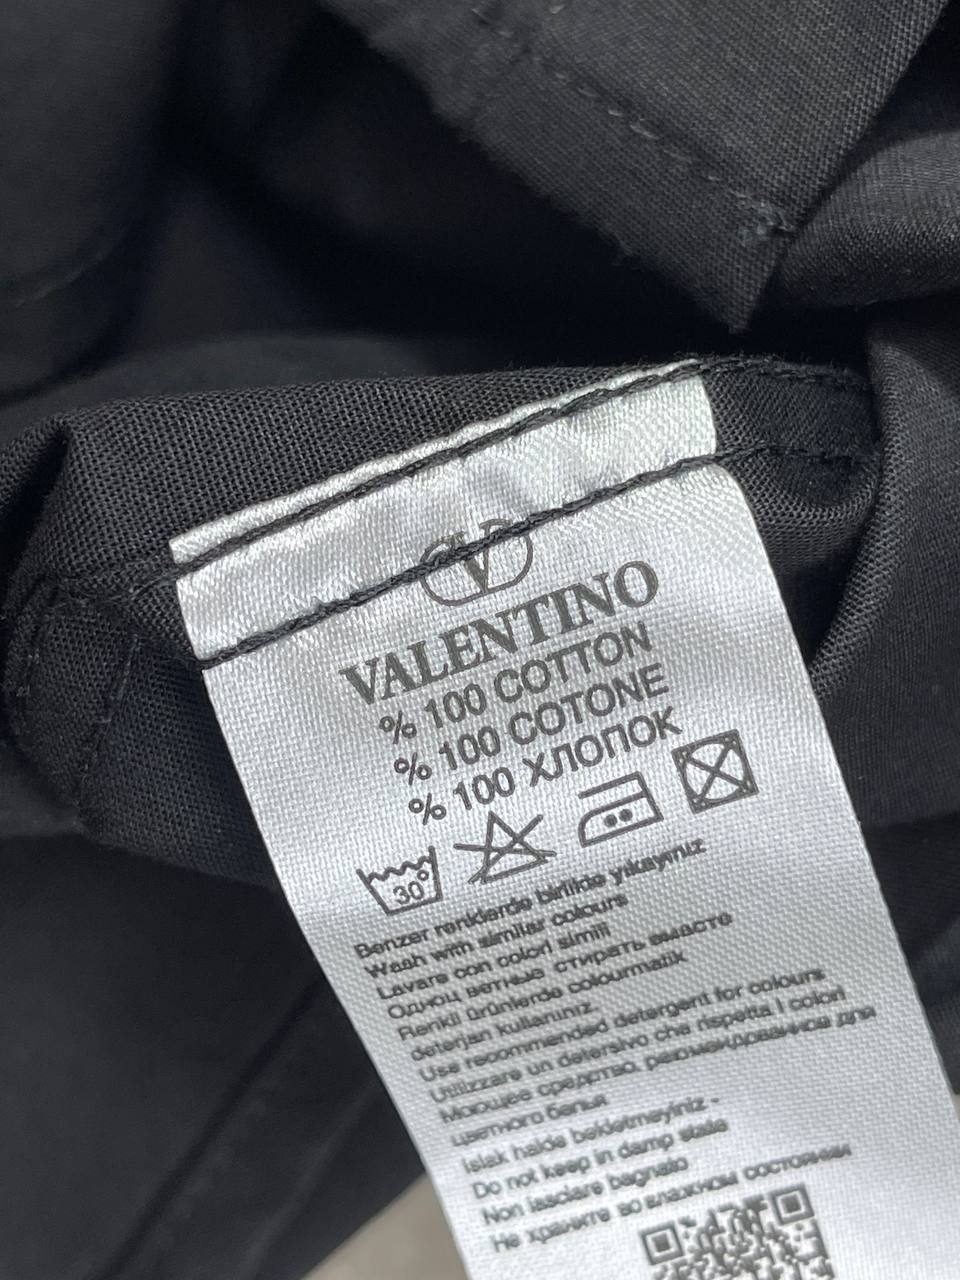 V
VALENTINO
% 100 COTTON
% 100 COTONE
% 100 ХЛОПОК
30°
Benzer renklerde birlikte yıkayınız
Wash with similar colours
Lavare con colori simili
Одноц ветные стирать вместе
Renkli ürünlerde colourmatik
deterjan kullanınız
Use recommended detergent for colours
Utilizzare un detersivo che rispetta i colori
Моющее средство, рекомендованное для
цветного белья
Islak halde bekletmeyiniz -
Do not keep in damp state
Non lasciare bagnato
Не храните во влажном состоянии